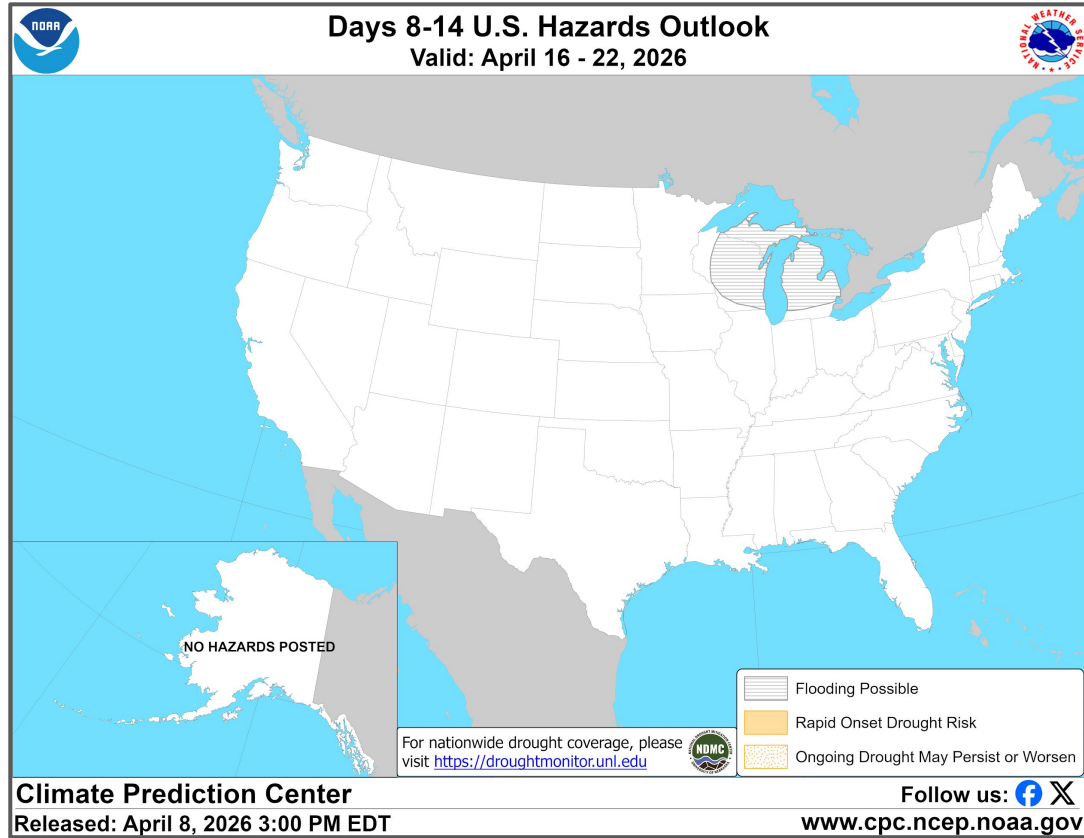 NOAA
Days 8-14 U.S. Hazards Outlook
Valid: April 16 - 22, 2026
NATIONAL WEATHER SERVICE
NO HAZARDS POSTED
For nationwide drought coverage, please
visit https://droughtmonitor.unl.edu
NDMC
Flooding Possible
Rapid Onset Drought Risk
Ongoing Drought May Persist or Worsen
Climate Prediction Center
Released: April 8, 2026 3:00 PM EDT
Follow us:
www.cpc.ncep.noaa.gov